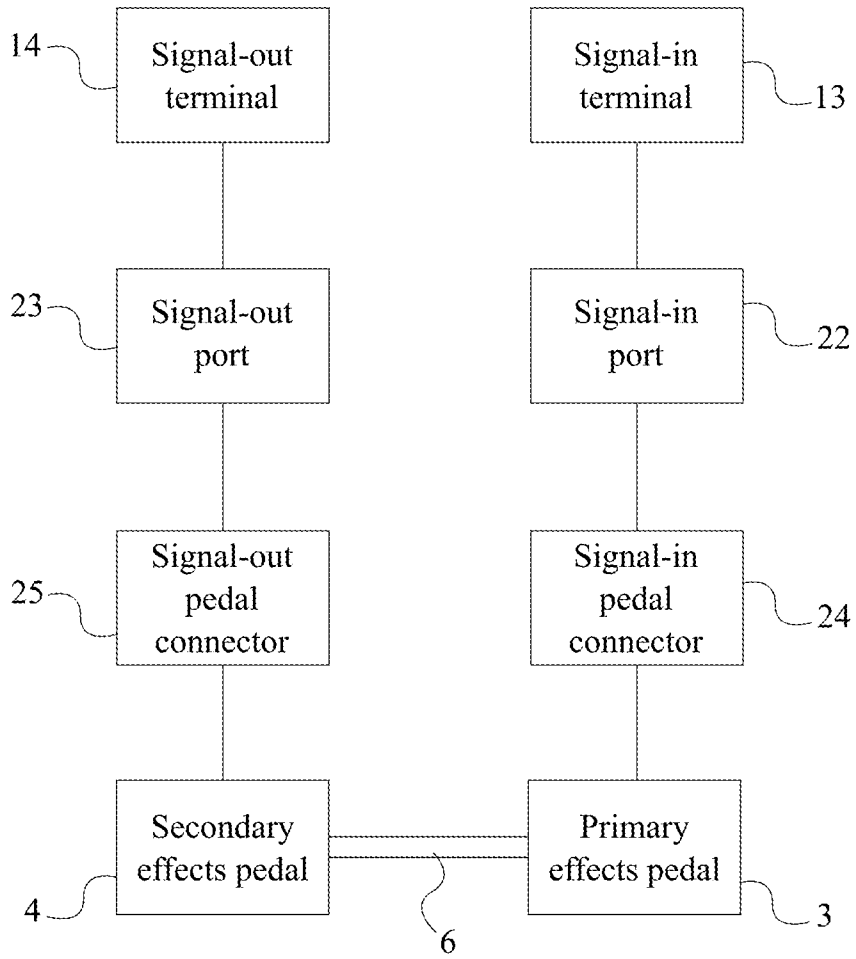 14
Signal-out
terminal
Signal-in
terminal
13
23
Signal-out
port
Signal-in
port
22
25
Signal-out
pedal
connector
Signal-in
pedal
connector
24
Secondary
effects pedal
4
6
Primary
effects pedal
3